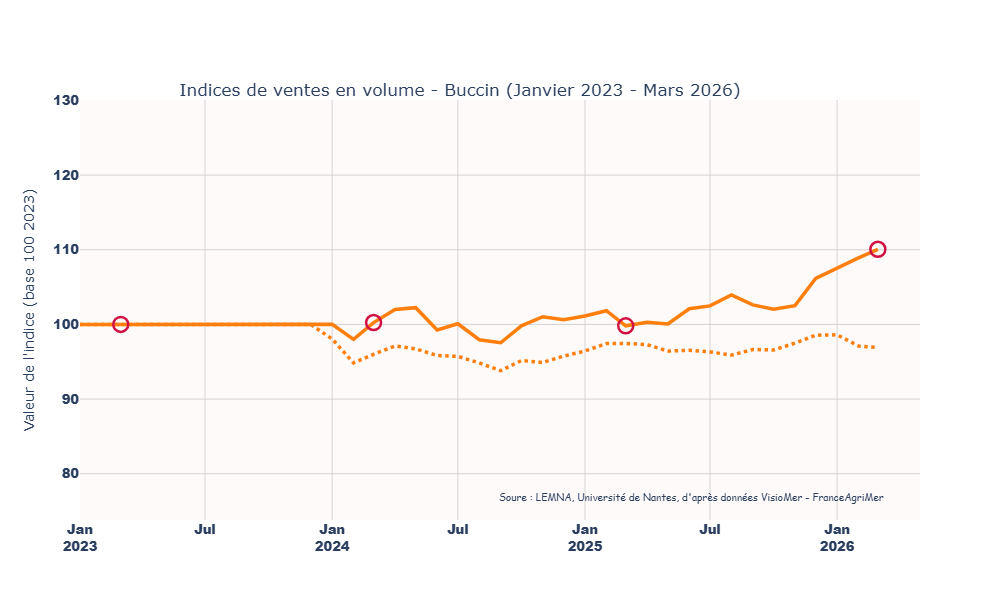 Indices de ventes en volume - Buccin (Janvier 2023 - Mars 2026)
Valeur de l'indice (base 100 2023)
130
120
110
100
90
80
Soure : LEMNA, Université de Nantes, d'après données VisioMer - FranceAgriMer
Jan Jul Jan Jul Jan Jul Jan
2023 2024 2025 2026